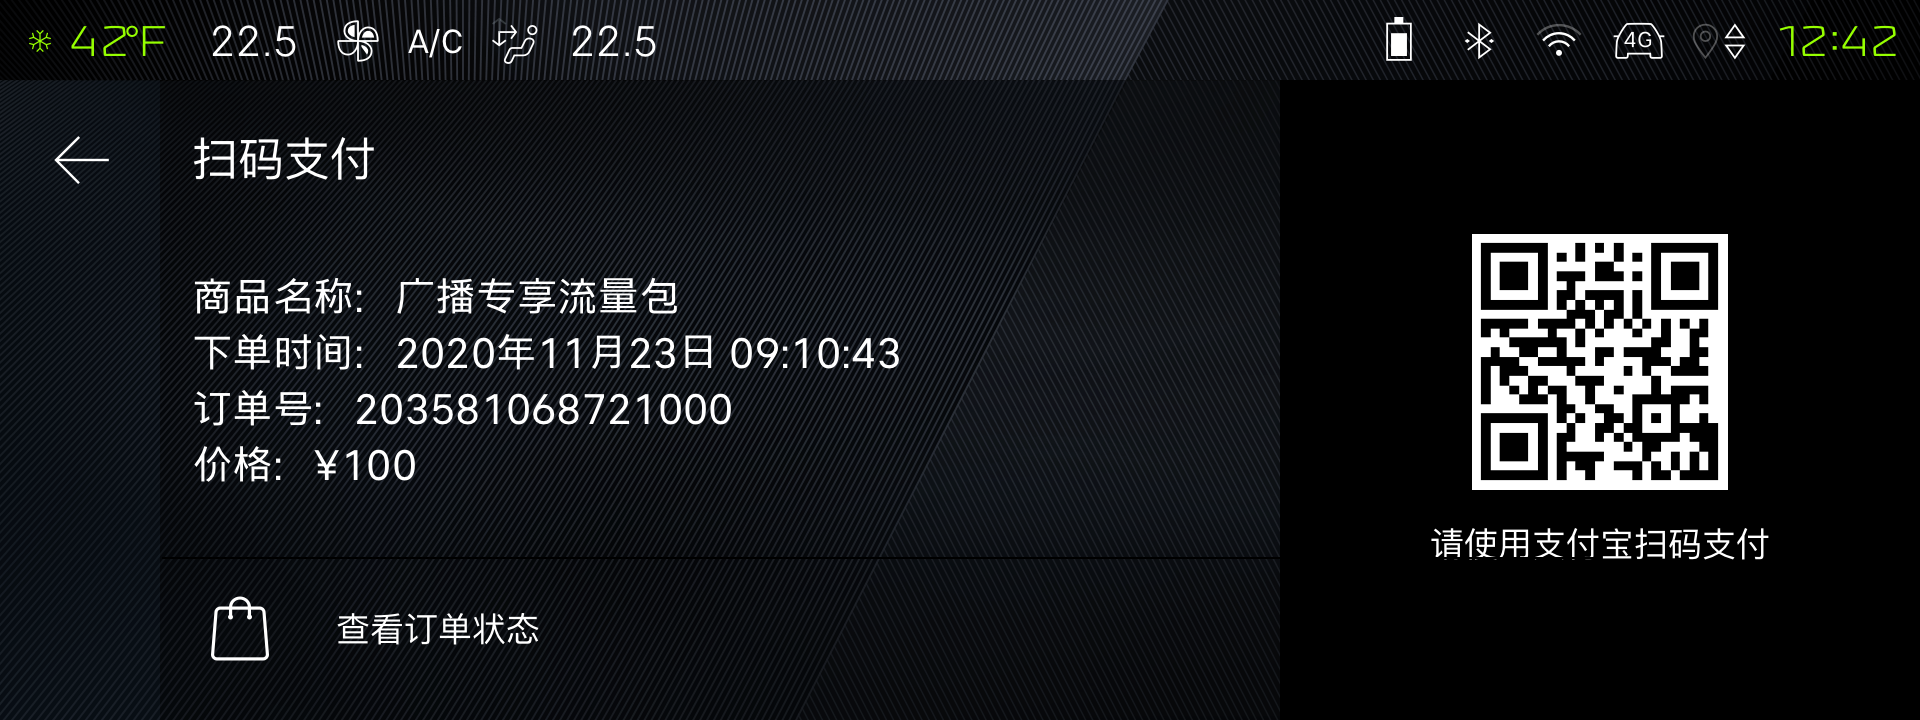 42°F 22.5 A/C 22.5 4G 12:42
扫码支付
商品名称: 广播专享流量包
下单时间: 2020年11月23日 09:10:43
订单号: 203581068721000
价格: ¥100
请使用支付宝扫码支付
查看订单状态